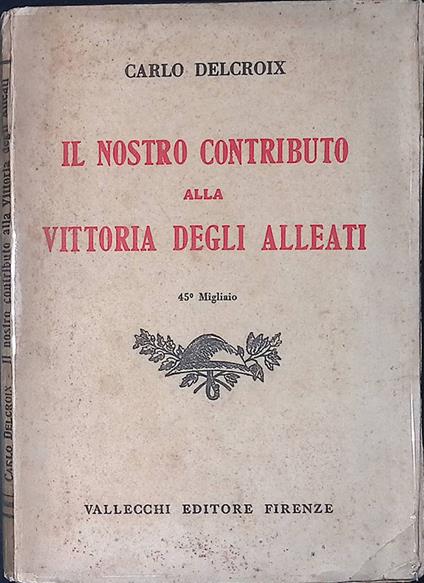 CARLO DELCROIX
IL NOSTRO CONTRIBUTO
ALLA
VITTORIA DEGLI ALLEATI
45º Migliaio
VALLECCHI EDITORE FIRENZE
CARLO DELCROIX Il nostro contributo alla Vittoria degli Alleati